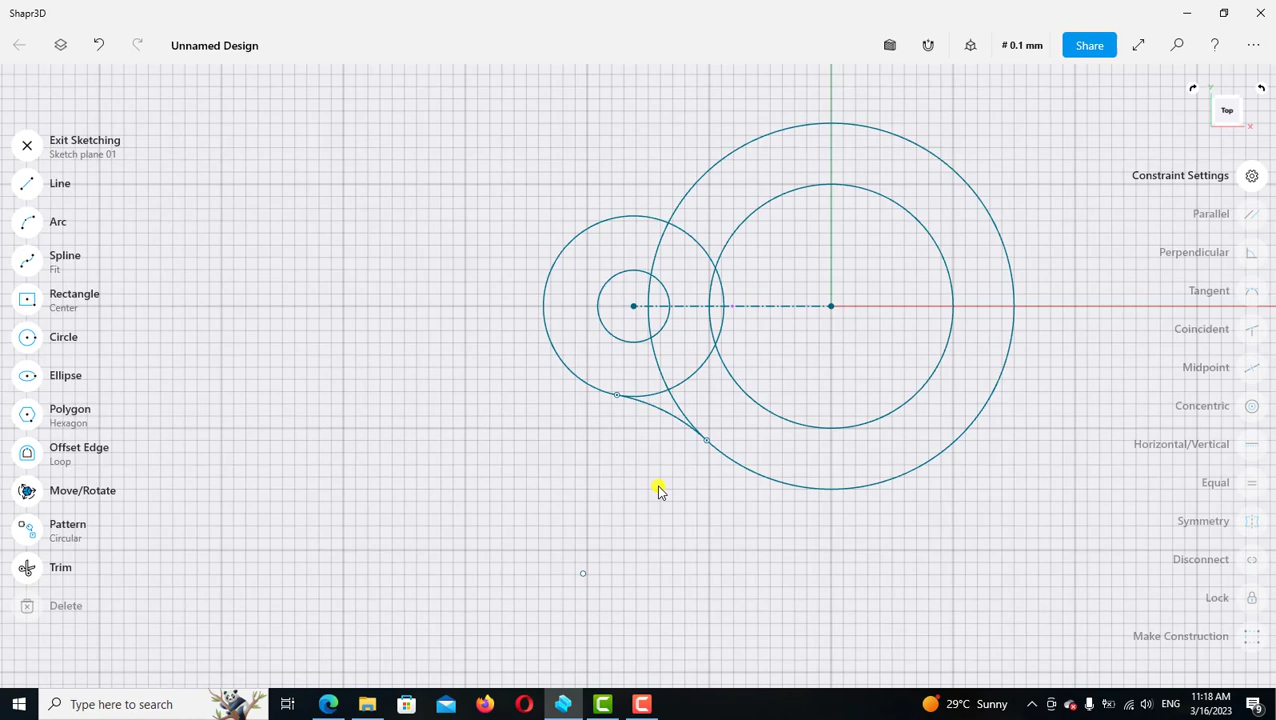 Shapr3D
Unnamed Design
# 0.1 mm
Share
Top
Y
X
Exit Sketching
Sketch plane 01
Line
Arc
Spline
Fit
Rectangle
Center
Circle
Ellipse
Polygon
Hexagon
Offset Edge
Loop
Move/Rotate
Pattern
Circular
Trim
Delete
Constraint Settings
Parallel
Perpendicular
Tangent
Coincident
Midpoint
Concentric
Horizontal/Vertical
Equal
Symmetry
Disconnect
Lock
Make Construction
Type here to search
29°C Sunny
ENG
11:18 AM
3/16/2023